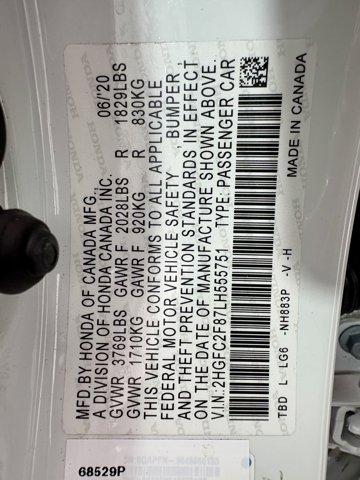 MFD.BY HONDA OF CANADA MFG.,
A DIVISION OF HONDA CANADA INC. 06/'20
GVWR 3769LBS GAWR F 2028LBS R 1829LBS
GVWR 1710KG GAWR F 920KG R 830KG
THIS VEHICLE CONFORMS TO ALL APPLICABLE
FEDERAL MOTOR VEHICLE SAFETY, BUMPER,
AND THEFT PREVENTION STANDARDS IN EFFECT
ON THE DATE OF MANUFACTURE SHOWN ABOVE.
V.I.N.:2HGFC2F87LH555751 TYPE: PASSENGER CAR
TBD L LG6 -NH883P -V -H MADE IN CANADA
68529P
HONDA